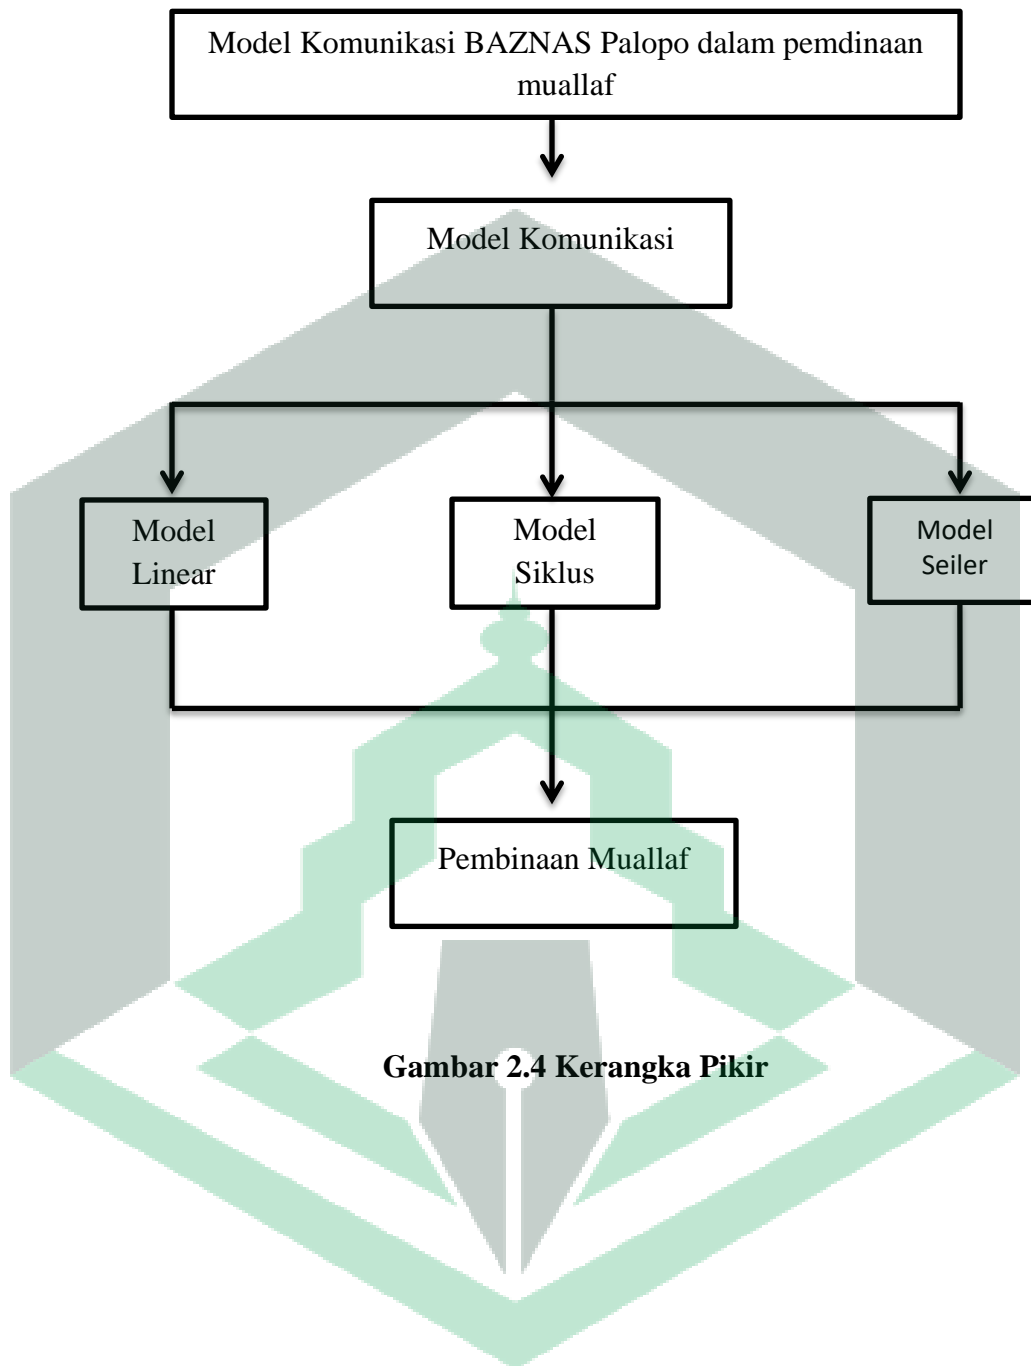 Model Komunikasi BAZNAS Palopo dalam pemdinaan
muallaf
Model Komunikasi
Model
Linear
Model
Siklus
Model
Seiler
Pembinaan Muallaf
Gambar 2.4 Kerangka Pikir